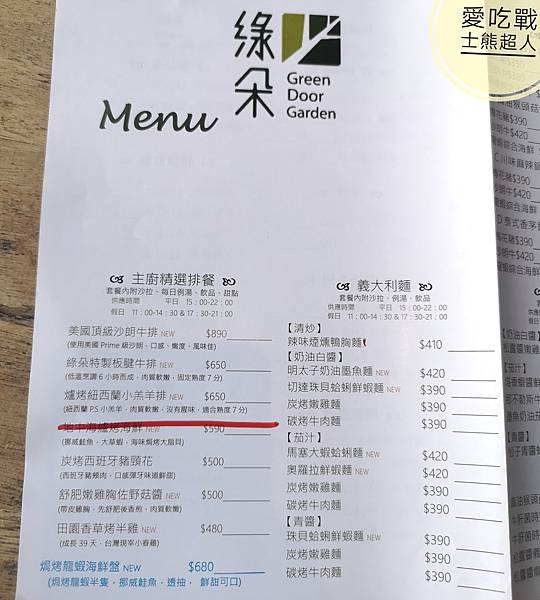 愛吃戰
士熊超人
綠朵
Green
Door
Garden
Menu
主廚精選排餐
套餐內附沙拉、每日例湯、飲品、甜點
供應時間 平日 15:00-22:00
假日 11:00-14:30 & 17:30-21:00
美國頂級沙朗牛排 NEW $890
(使用美國 Prime 級沙朗,口感、嫩度、風味佳)
綠朵特製板腱牛排 NEW $650
(低溫烹調 6 小時而成,肉質軟嫩,固定熟度 7 分)
爐烤紐西蘭小羔羊排 NEW $650
(紐西蘭 P.S 小羔羊,肉質軟嫩,沒有腥味,適合熟度 7 分)
地中海爐烤海鮮 NEW $590
(挪威鮭魚,大草蝦,海味焗烤大扇貝)
炭烤西班牙豬頸花 $500
(西班牙豬頰肉,口感彈牙味道鮮甜)
舒肥嫩雞胸佐野菇醬 NEW $500
(帶皮雞胸,先舒肥後香煎,肉質軟嫩)
田園香草烤半雞 NEW $480
(成長 39 天,台灣現宰小春雞)
焗烤龍蝦海鮮盤 NEW $680
(焗烤龍蝦半隻,挪威鮭魚,透抽, 鮮甜可口)
義大利麵
套餐內附沙拉、例湯、飲品
供應時間 平日 15:00-22:00
假日 11:00-14:30 & 17:30-21:00
【清炒】
辣味煙燻鴨胸麵 $410
【奶油白醬】
明太子奶油墨魚麵 NEW $420
切達珠貝蛤蜊鮮蝦麵 NEW $390
炭烤嫩雞麵 $390
碳烤牛肉麵 $390
【茄汁】
馬塞大蝦蛤蜊麵 NEW $420
奧羅拉鮮蝦麵 NEW $420
炭烤嫩雞麵 $390
碳烤牛肉麵 $390
【青醬】
珠貝蛤蜊鮮蝦麵 NEW $390
炭烤嫩雞麵 $390
碳烤牛肉麵 $390